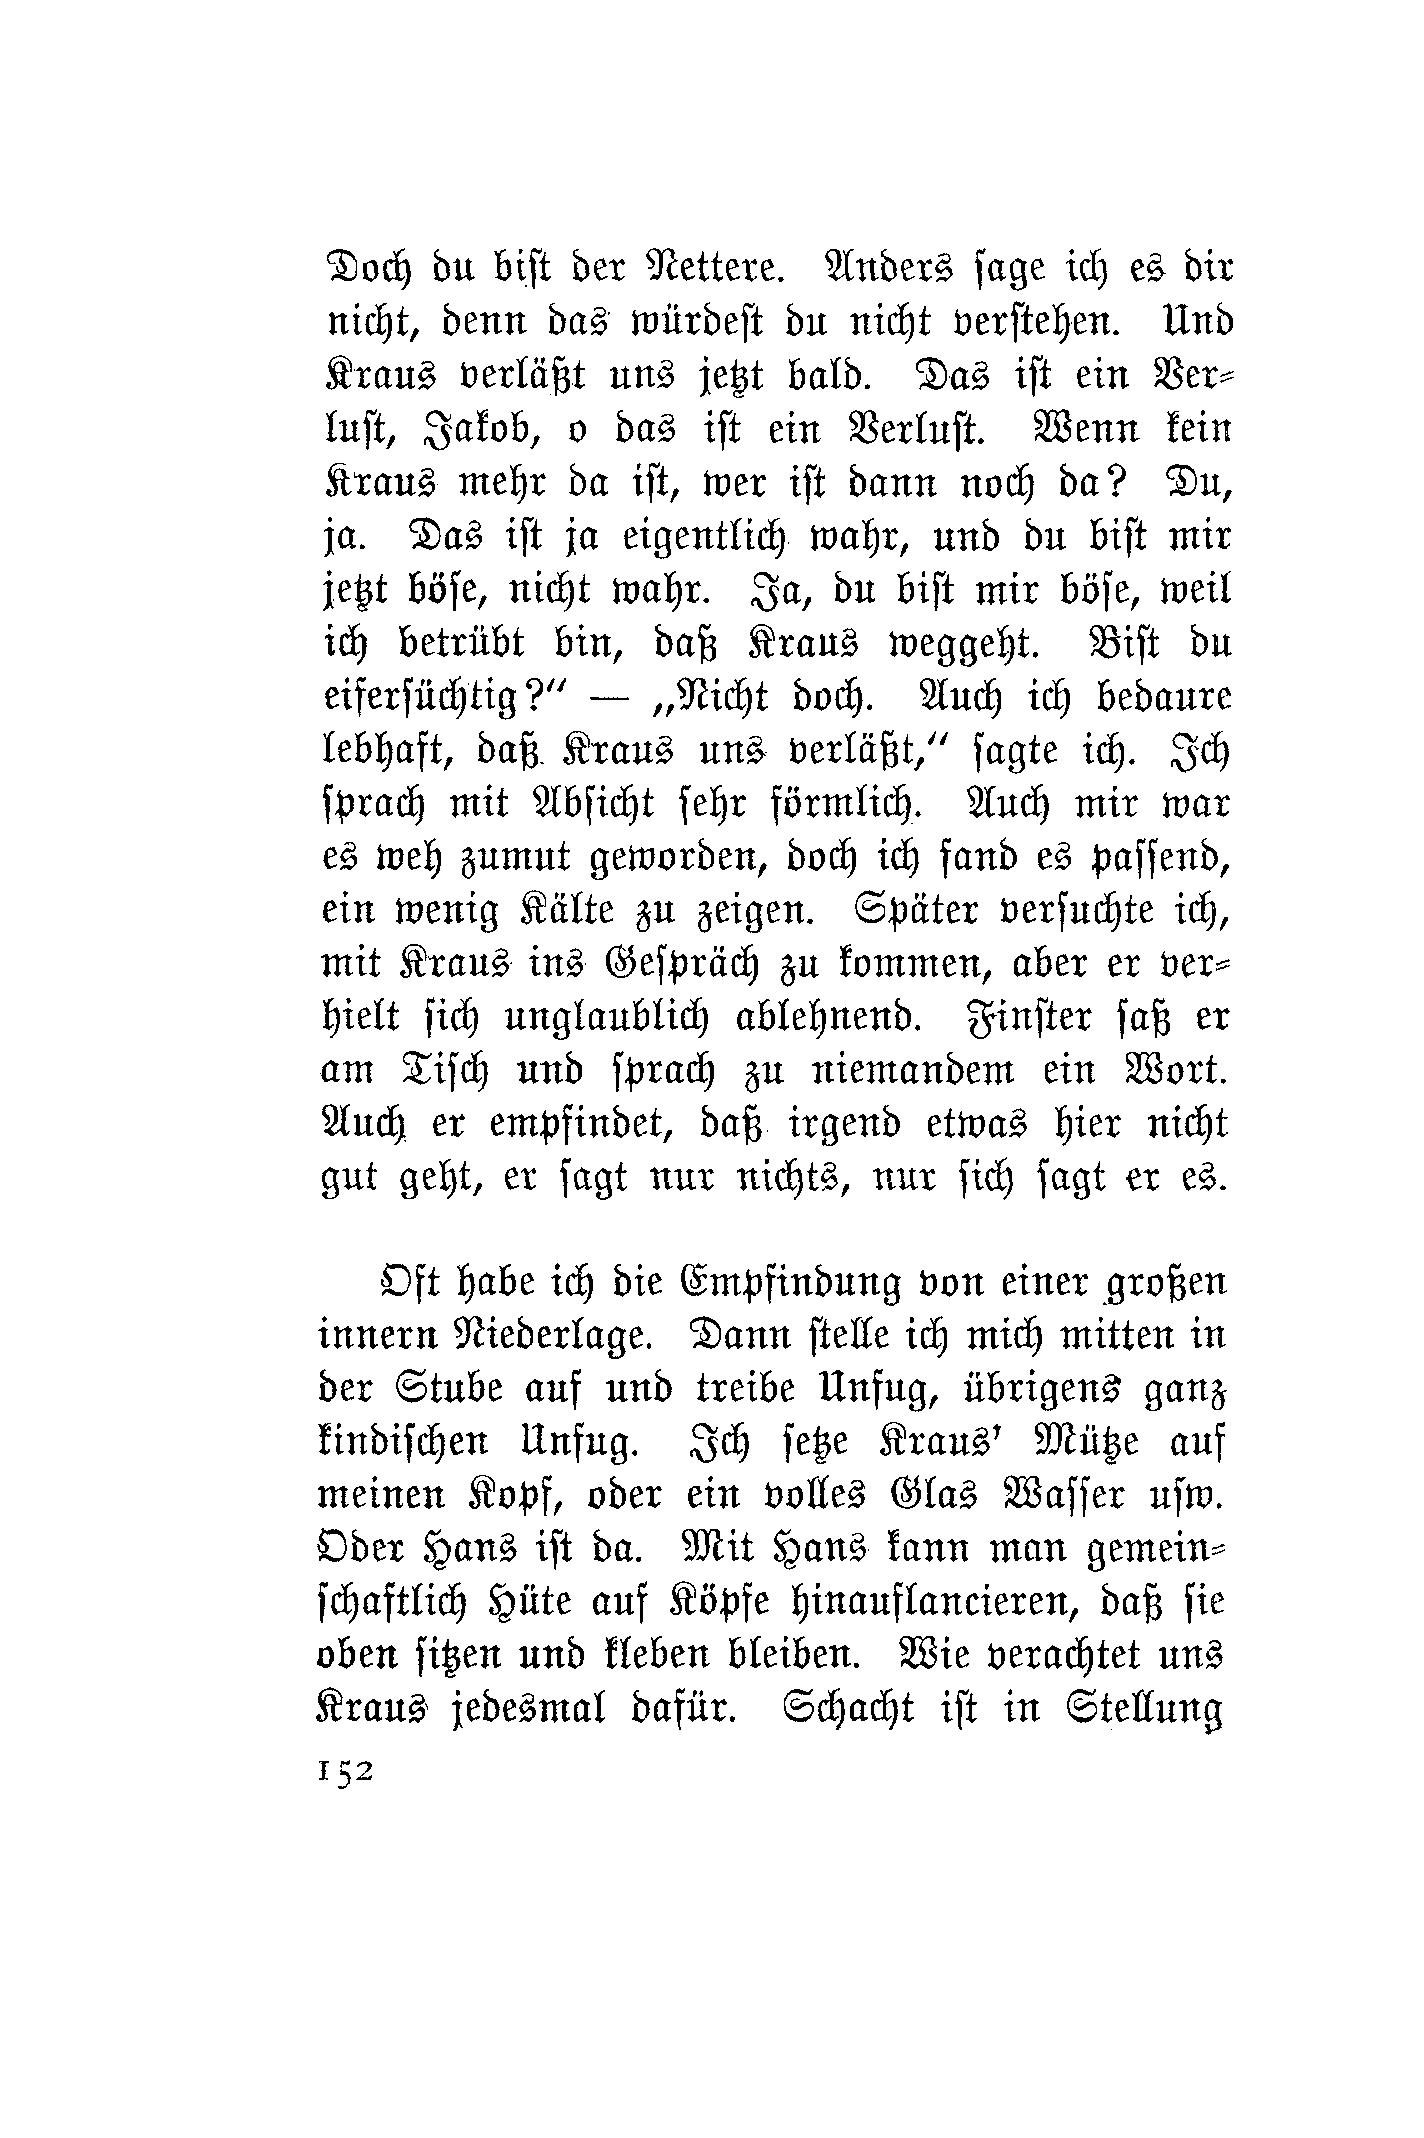 Doch du bist der Nettere. Anders sage ich es dir
nicht, denn das würdest du nicht verstehen. Und
Kraus verläßt uns jetzt bald. Das ist ein Ver-
lust, Jakob, o das ist ein Verlust. Wenn kein
Kraus mehr da ist, wer ist dann noch da? Du,
ja. Das ist ja eigentlich wahr, und du bist mir
jetzt böse, nicht wahr. Ja, du bist mir böse, weil
ich betrübt bin, daß Kraus weggeht. Bist du
eifersüchtig?“ — „Nicht doch. Auch ich bedaure
lebhaft, daß Kraus uns verläßt,“ sagte ich. Ich
sprach mit Absicht sehr förmlich. Auch mir war
es weh zumut geworden, doch ich fand es passend,
ein wenig Kälte zu zeigen. Später versuchte ich,
mit Kraus ins Gespräch zu kommen, aber er ver-
hielt sich unglaublich ablehnend. Finster saß er
am Tisch und sprach zu niemandem ein Wort.
Auch er empfindet, daß irgend etwas hier nicht
gut geht, er sagt nur nichts, nur sich sagt er es.
Oft habe ich die Empfindung von einer großen
innern Niederlage. Dann stelle ich mich mitten in
der Stube auf und treibe Unfug, übrigens ganz
kindischen Unfug. Ich setze Kraus’ Mütze auf
meinen Kopf, oder ein volles Glas Wasser usw.
Oder Hans ist da. Mit Hans kann man gemein-
schaftlich Hüte auf Köpfe hinauflancieren, daß sie
oben sitzen und kleben bleiben. Wie verachtet uns
Kraus jedesmal dafür. Schacht ist in Stellung
152